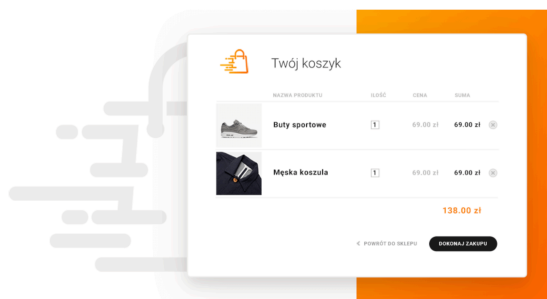 Twój koszyk
NAZWA PRODUKTU ILOŚĆ CENA SUMA
Buty sportowe 1 69.00 zł 69.00 zł
Męska koszula 1 69.00 zł 69.00 zł
138.00 zł
POWRÓT DO SKLEPU DOKONAJ ZAKUPU